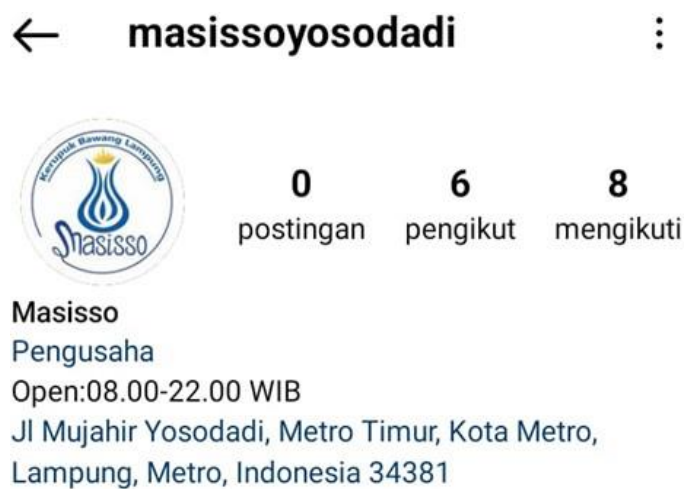 masissoyosodadi
Kerupuk Bawang Lampung
Masisso
0 6 8
postingan pengikut mengikuti
Masisso
Pengusaha
Open:08.00-22.00 WIB
Jl Mujahir Yosodadi, Metro Timur, Kota Metro,
Lampung, Metro, Indonesia 34381